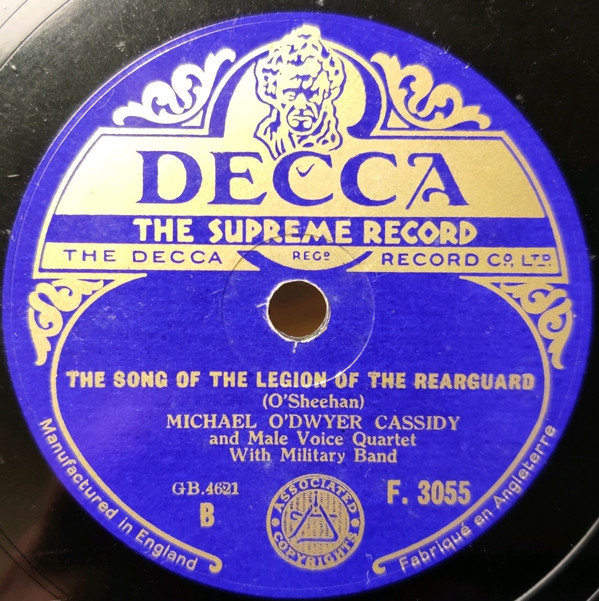 DECCA
THE SUPREME RECORD
THE DECCA REGD RECORD CO., LTD.
THE SONG OF THE LEGION OF THE REARGUARD
(O'Sheehan)
MICHAEL O'DWYER CASSIDY
and Male Voice Quartet
With Military Band
GB.4621
B
F. 3055
ASSOCIATED COPYRIGHTS
Manufactured in England
Fabriqué en Angleterre